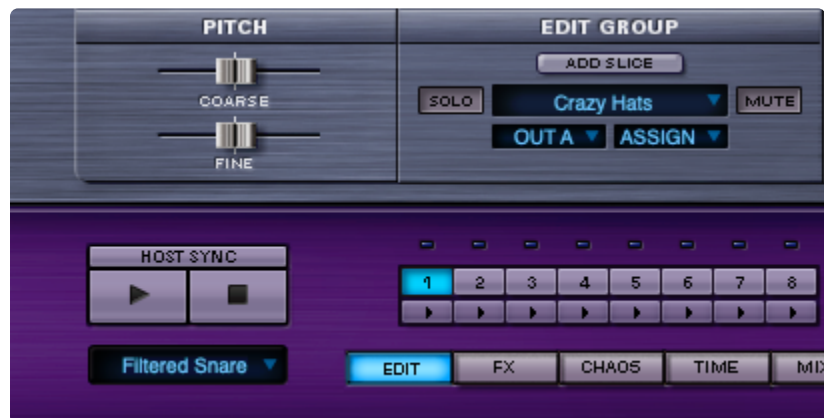 PITCH
EDIT GROUP
ADD SLICE
COARSE
SOLO
Crazy Hats
MUTE
OUT A
ASSIGN
FINE
HOST SYNC
1 2 3 4 5 6 7 8
Filtered Snare
EDIT FX CHAOS TIME